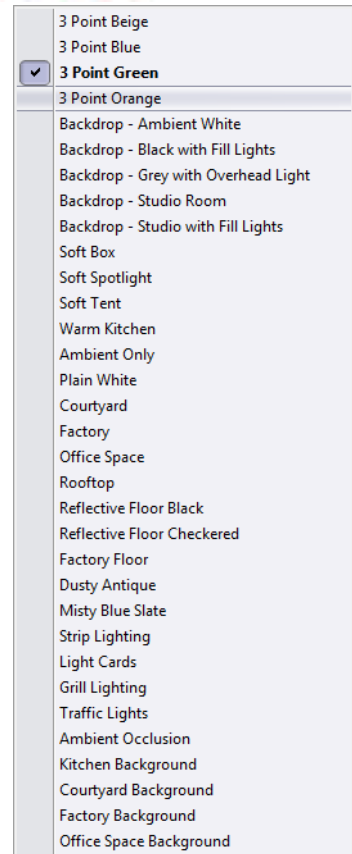 3 Point Beige
3 Point Blue
3 Point Green
3 Point Orange
Backdrop - Ambient White
Backdrop - Black with Fill Lights
Backdrop - Grey with Overhead Light
Backdrop - Studio Room
Backdrop - Studio with Fill Lights
Soft Box
Soft Spotlight
Soft Tent
Warm Kitchen
Ambient Only
Plain White
Courtyard
Factory
Office Space
Rooftop
Reflective Floor Black
Reflective Floor Checkered
Factory Floor
Dusty Antique
Misty Blue Slate
Strip Lighting
Light Cards
Grill Lighting
Traffic Lights
Ambient Occlusion
Kitchen Background
Courtyard Background
Factory Background
Office Space Background